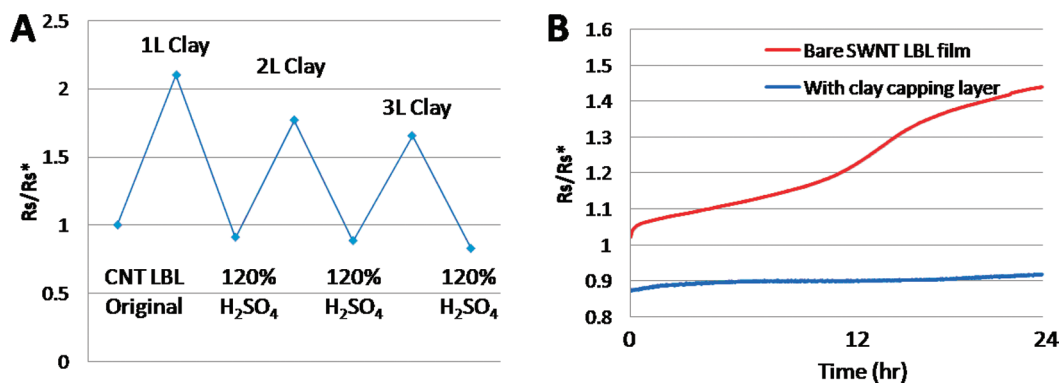 A
2.5
2
1.5
1
0.5
0
Rs/Rs*
1L Clay
2L Clay
3L Clay
CNT LBL
Original
120%
H₂SO₄
120%
H₂SO₄
120%
H₂SO₄
B
1.6
1.5
1.4
1.3
1.2
1.1
1
0.9
0.8
Rs/Rs*
Bare SWNT LBL film
With clay capping layer
0
12
24
Time (hr)